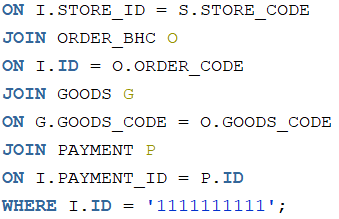 ON I.STORE_ID = S.STORE_CODE
JOIN ORDER_BHC O
ON I.ID = O.ORDER_CODE
JOIN GOODS G
ON G.GOODS_CODE = O.GOODS_CODE
JOIN PAYMENT P
ON I.PAYMENT_ID = P.ID
WHERE I.ID = '1111111111';